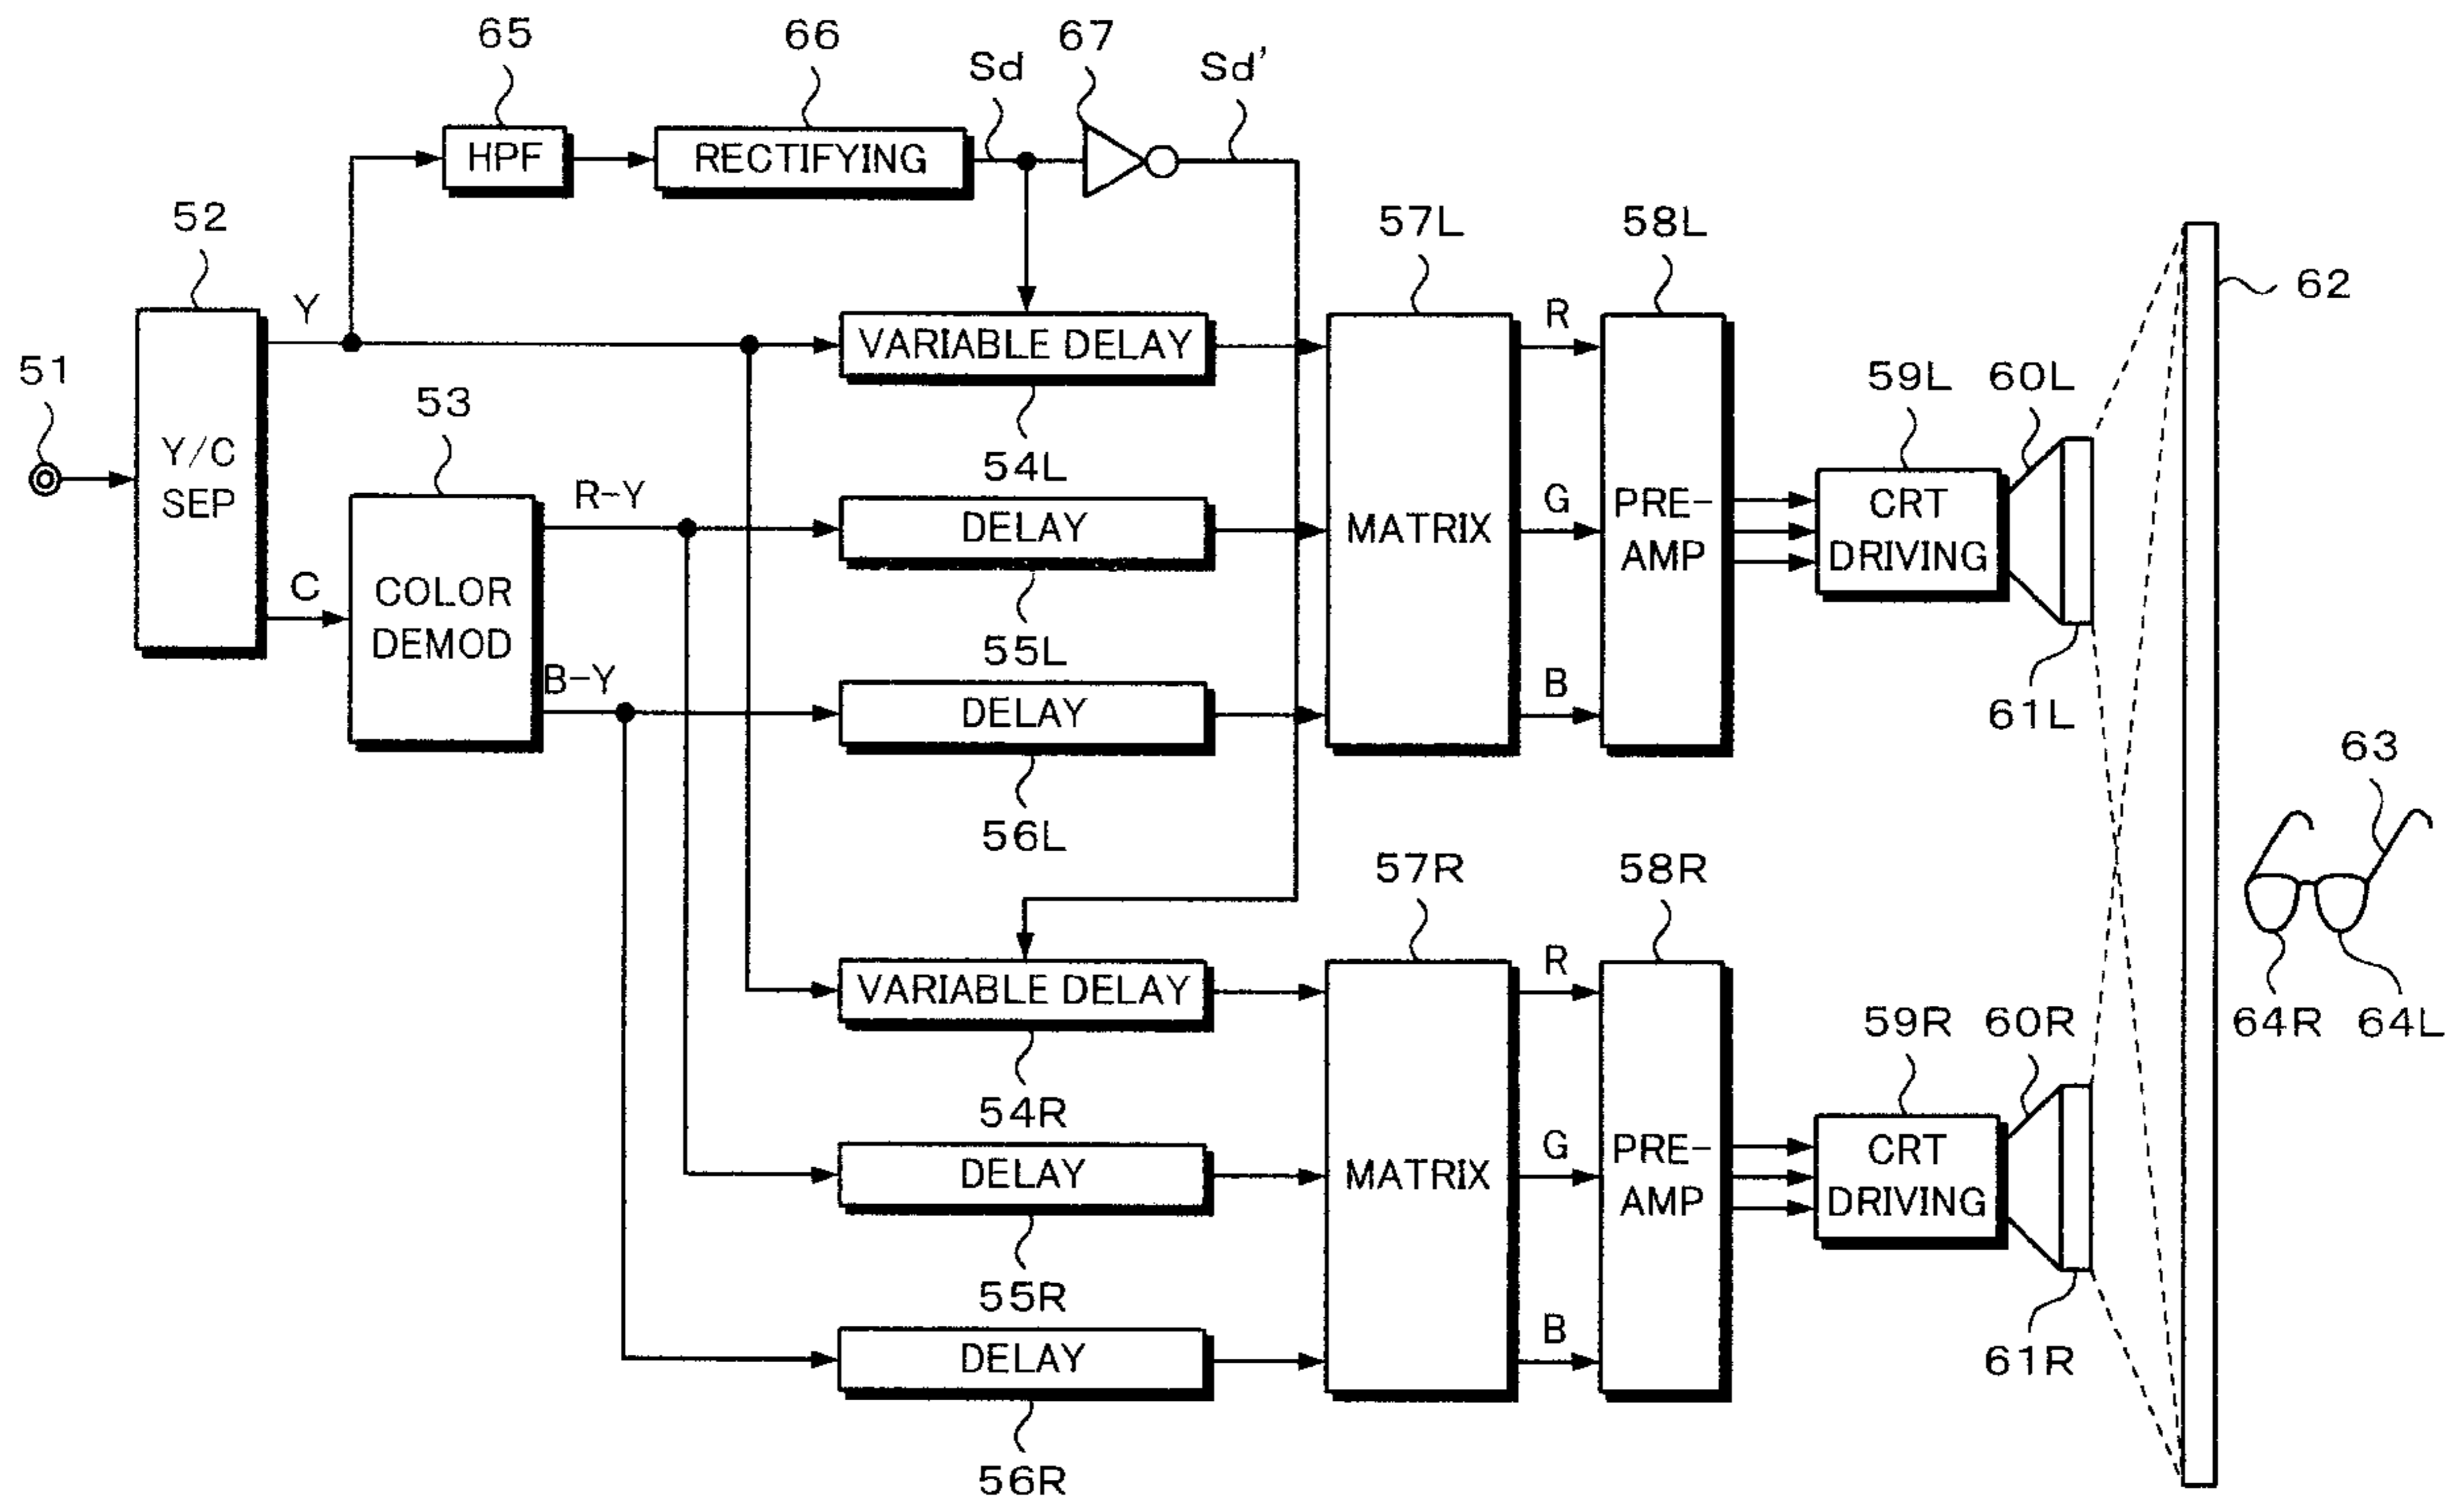 65
66
Sd
67
Sd'
HPF
RECTIFYING
52
57L
58L
62
Y
VARIABLE DELAY
R
51
53
54L
59L
60L
Y/C
SEP
R-Y
DELAY
G
MATRIX
PRE-
AMP
CRT
DRIVING
C
COLOR
DEMOD
55L
B-Y
DELAY
B
61L
63
56L
57R
58R
VARIABLE DELAY
R
64R
64L
54R
59R
60R
DELAY
MATRIX
G
PRE-
AMP
CRT
DRIVING
55R
DELAY
B
61R
56R